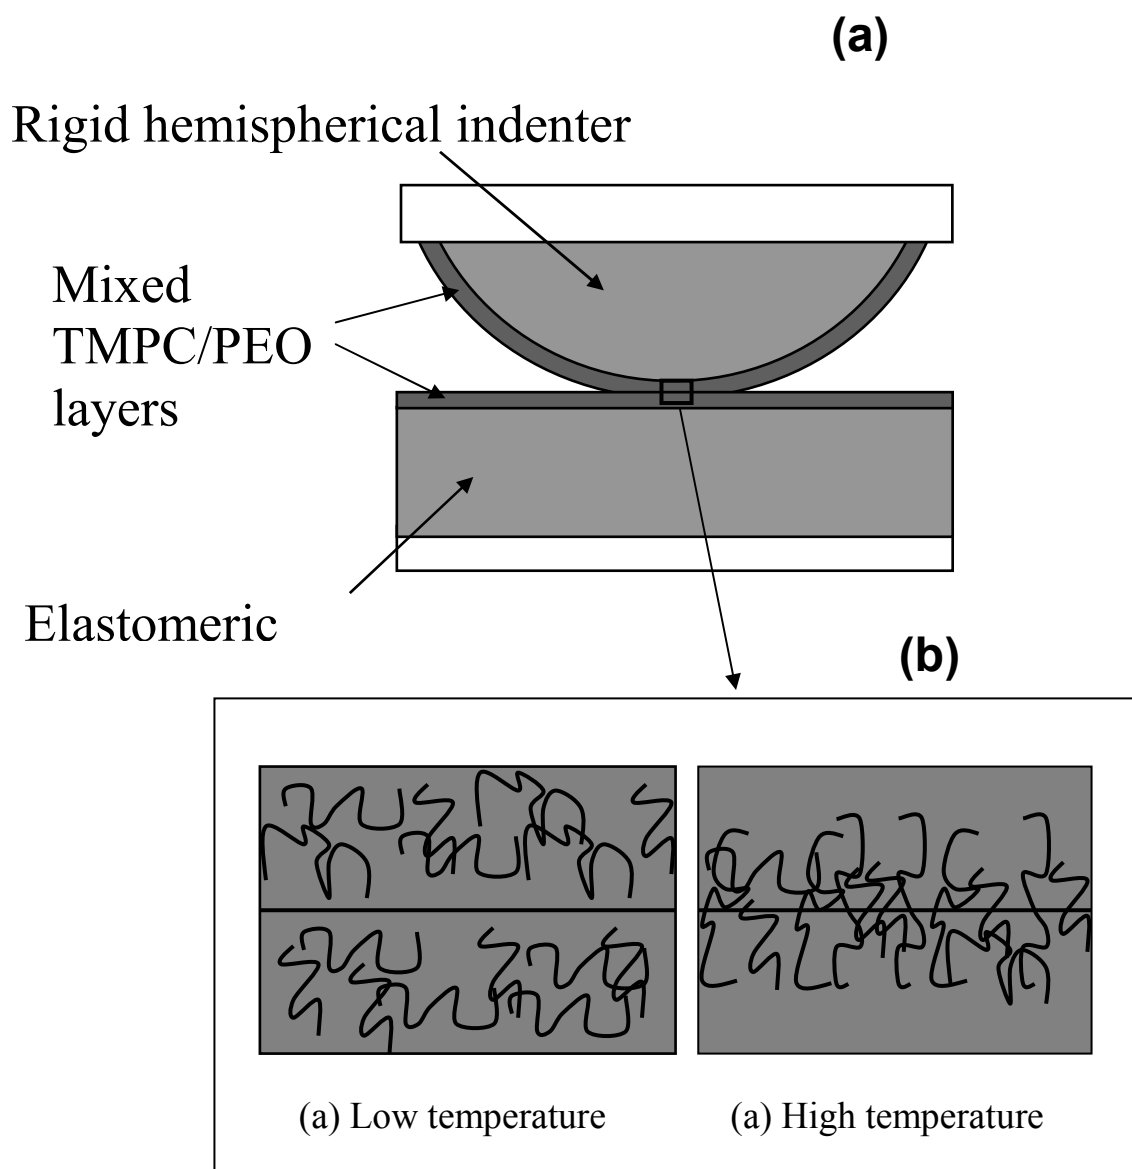 (a)
Rigid hemispherical indenter
Mixed
TMPC/PEO
layers
Elastomeric
(b)
(a) Low temperature
(a) High temperature